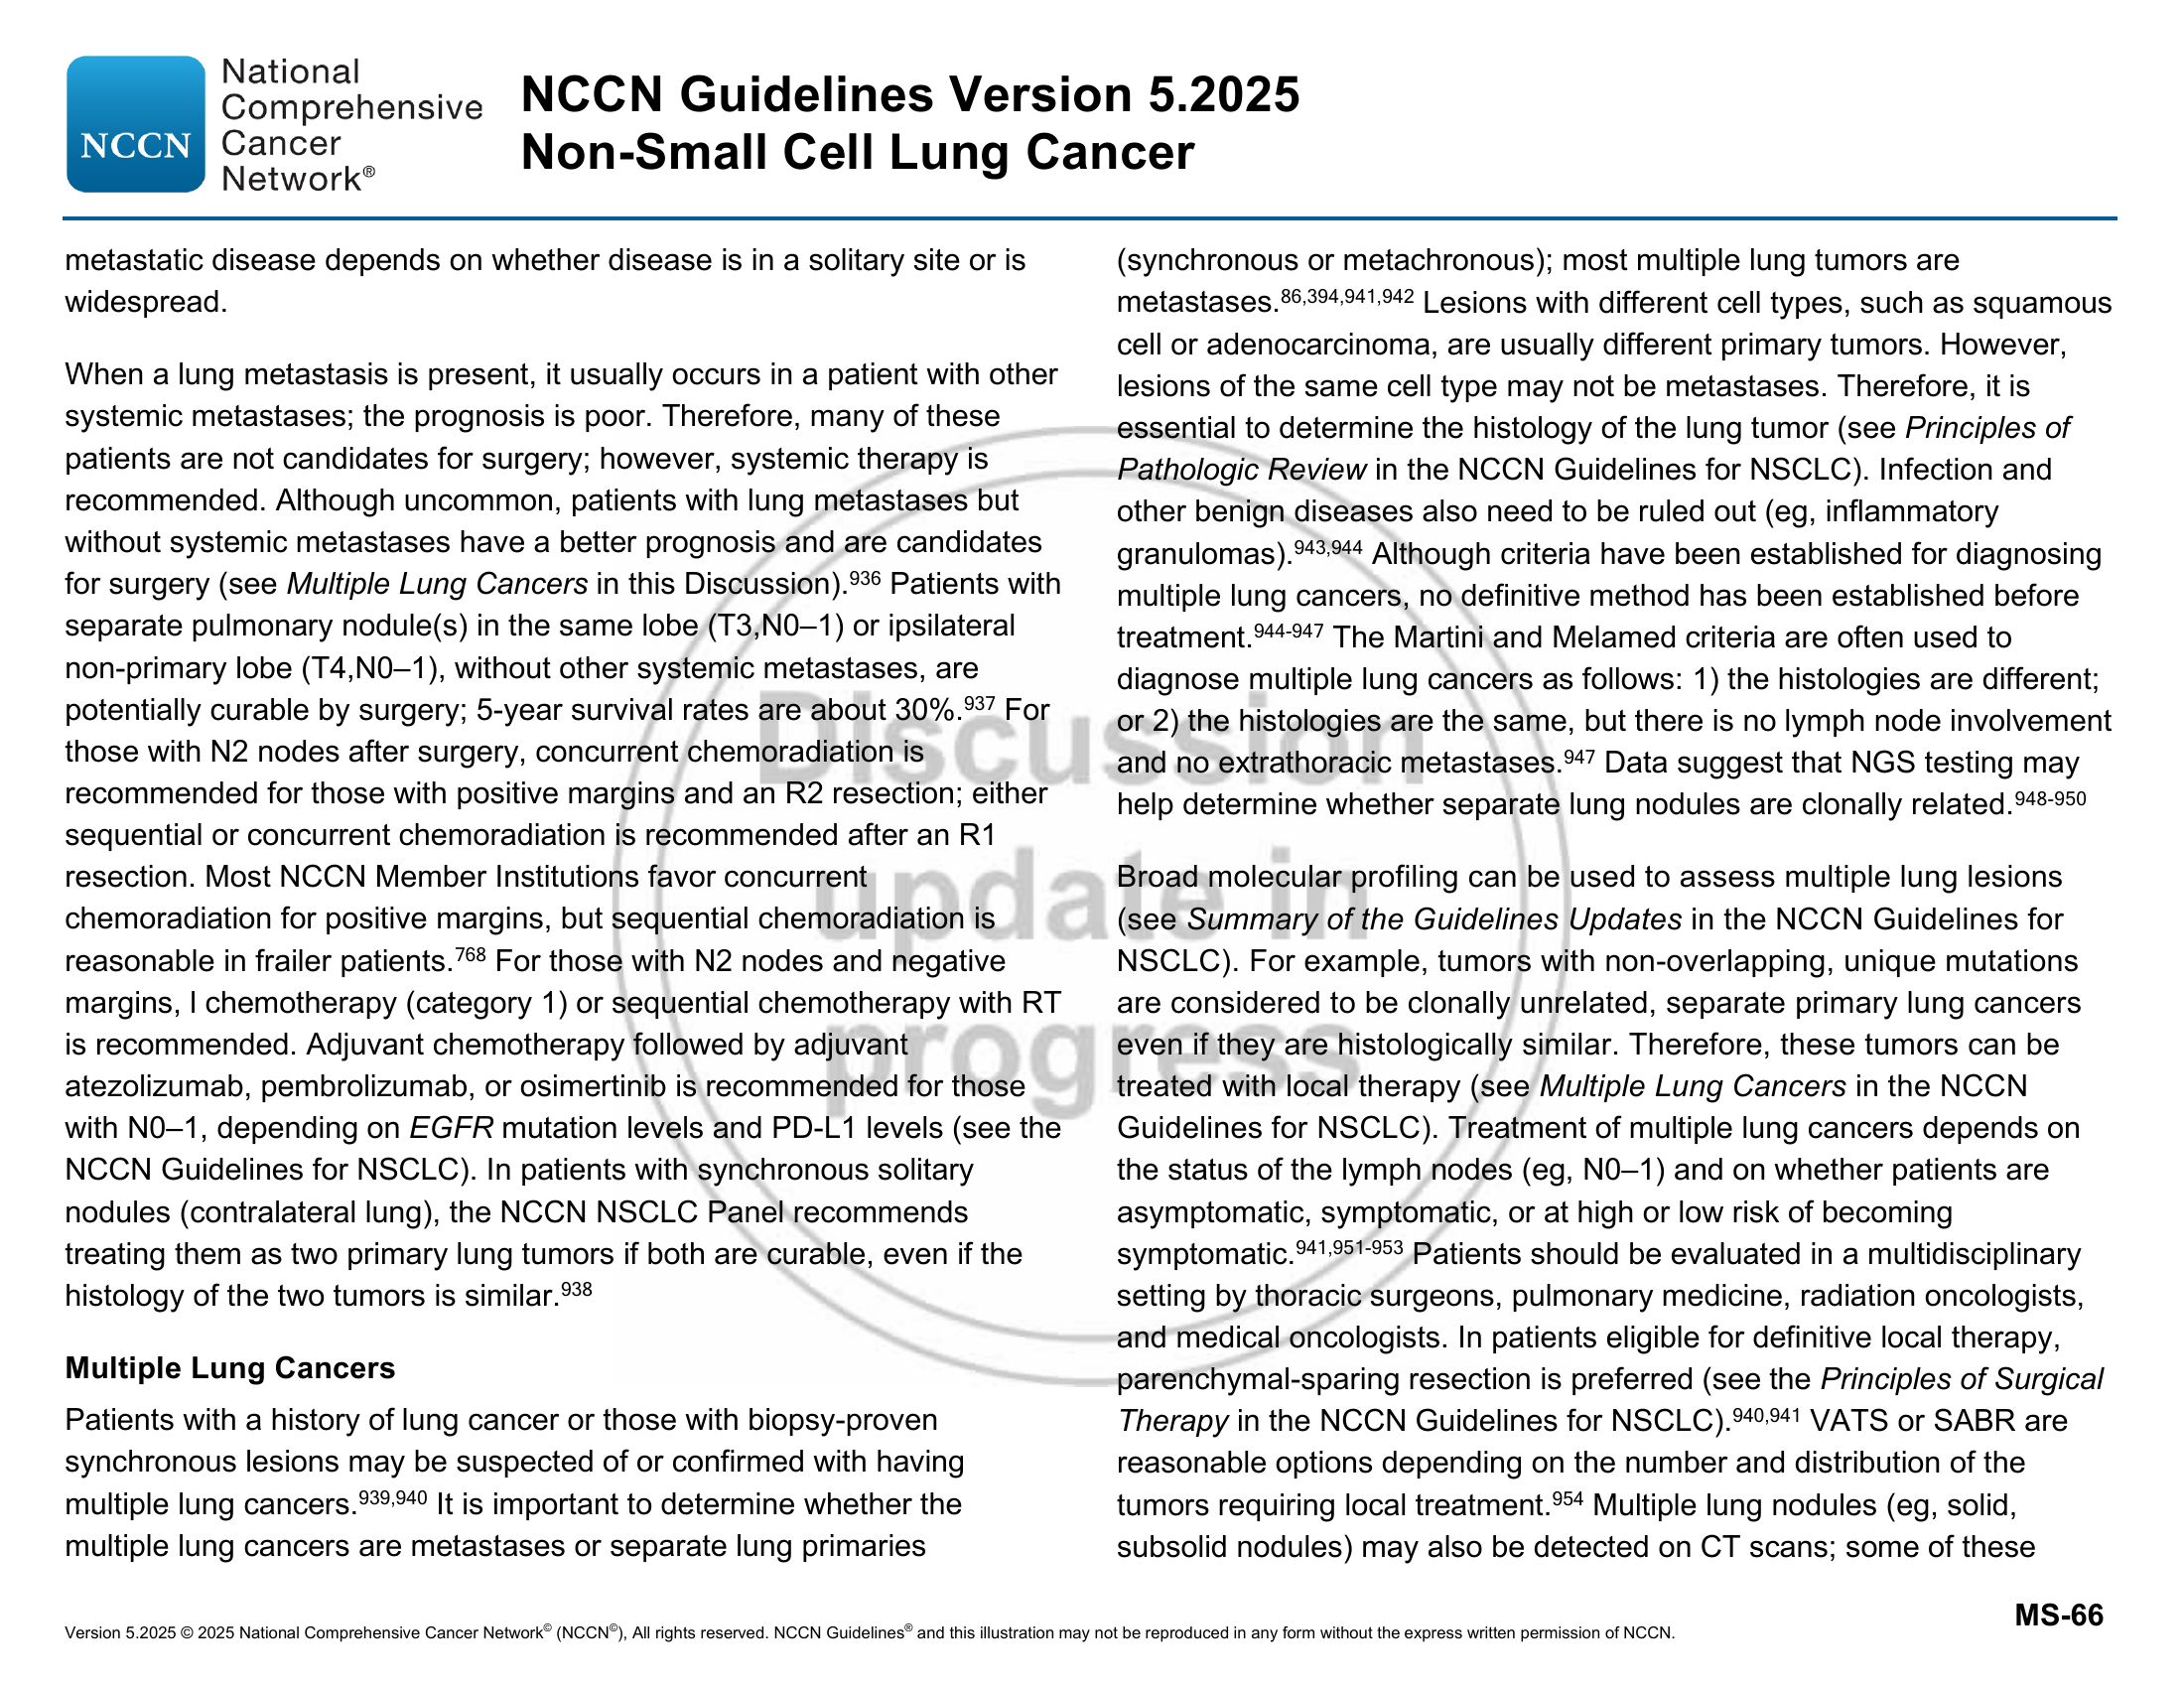 NCCN
National
Comprehensive
Cancer
Network®
NCCN Guidelines Version 5.2025
Non-Small Cell Lung Cancer
metastatic disease depends on whether disease is in a solitary site or is
widespread.
When a lung metastasis is present, it usually occurs in a patient with other
systemic metastases; the prognosis is poor. Therefore, many of these
patients are not candidates for surgery; however, systemic therapy is
recommended. Although uncommon, patients with lung metastases but
without systemic metastases have a better prognosis and are candidates
for surgery (see Multiple Lung Cancers in this Discussion).936 Patients with
separate pulmonary nodule(s) in the same lobe (T3,N0–1) or ipsilateral
non-primary lobe (T4,N0–1), without other systemic metastases, are
potentially curable by surgery; 5-year survival rates are about 30%.937 For
those with N2 nodes after surgery, concurrent chemoradiation is
recommended for those with positive margins and an R2 resection; either
sequential or concurrent chemoradiation is recommended after an R1
resection. Most NCCN Member Institutions favor concurrent
chemoradiation for positive margins, but sequential chemoradiation is
reasonable in frailer patients.768 For those with N2 nodes and negative
margins, l chemotherapy (category 1) or sequential chemotherapy with RT
is recommended. Adjuvant chemotherapy followed by adjuvant
atezolizumab, pembrolizumab, or osimertinib is recommended for those
with N0–1, depending on EGFR mutation levels and PD-L1 levels (see the
NCCN Guidelines for NSCLC). In patients with synchronous solitary
nodules (contralateral lung), the NCCN NSCLC Panel recommends
treating them as two primary lung tumors if both are curable, even if the
histology of the two tumors is similar.938
Multiple Lung Cancers
Patients with a history of lung cancer or those with biopsy-proven
synchronous lesions may be suspected of or confirmed with having
multiple lung cancers.939,940 It is important to determine whether the
multiple lung cancers are metastases or separate lung primaries
(synchronous or metachronous); most multiple lung tumors are
metastases.86,394,941,942 Lesions with different cell types, such as squamous
cell or adenocarcinoma, are usually different primary tumors. However,
lesions of the same cell type may not be metastases. Therefore, it is
essential to determine the histology of the lung tumor (see Principles of
Pathologic Review in the NCCN Guidelines for NSCLC). Infection and
other benign diseases also need to be ruled out (eg, inflammatory
granulomas).943,944 Although criteria have been established for diagnosing
multiple lung cancers, no definitive method has been established before
treatment.944-947 The Martini and Melamed criteria are often used to
diagnose multiple lung cancers as follows: 1) the histologies are different;
or 2) the histologies are the same, but there is no lymph node involvement
and no extrathoracic metastases.947 Data suggest that NGS testing may
help determine whether separate lung nodules are clonally related.948-950
Broad molecular profiling can be used to assess multiple lung lesions
(see Summary of the Guidelines Updates in the NCCN Guidelines for
NSCLC). For example, tumors with non-overlapping, unique mutations
are considered to be clonally unrelated, separate primary lung cancers
even if they are histologically similar. Therefore, these tumors can be
treated with local therapy (see Multiple Lung Cancers in the NCCN
Guidelines for NSCLC). Treatment of multiple lung cancers depends on
the status of the lymph nodes (eg, N0–1) and on whether patients are
asymptomatic, symptomatic, or at high or low risk of becoming
symptomatic.941,951-953 Patients should be evaluated in a multidisciplinary
setting by thoracic surgeons, pulmonary medicine, radiation oncologists,
and medical oncologists. In patients eligible for definitive local therapy,
parenchymal-sparing resection is preferred (see the Principles of Surgical
Therapy in the NCCN Guidelines for NSCLC).940,941 VATS or SABR are
reasonable options depending on the number and distribution of the
tumors requiring local treatment.954 Multiple lung nodules (eg, solid,
subsolid nodules) may also be detected on CT scans; some of these
Discussion
update in
progress
MS-66
Version 5.2025 © 2025 National Comprehensive Cancer Network© (NCCN©), All rights reserved. NCCN Guidelines® and this illustration may not be reproduced in any form without the express written permission of NCCN.